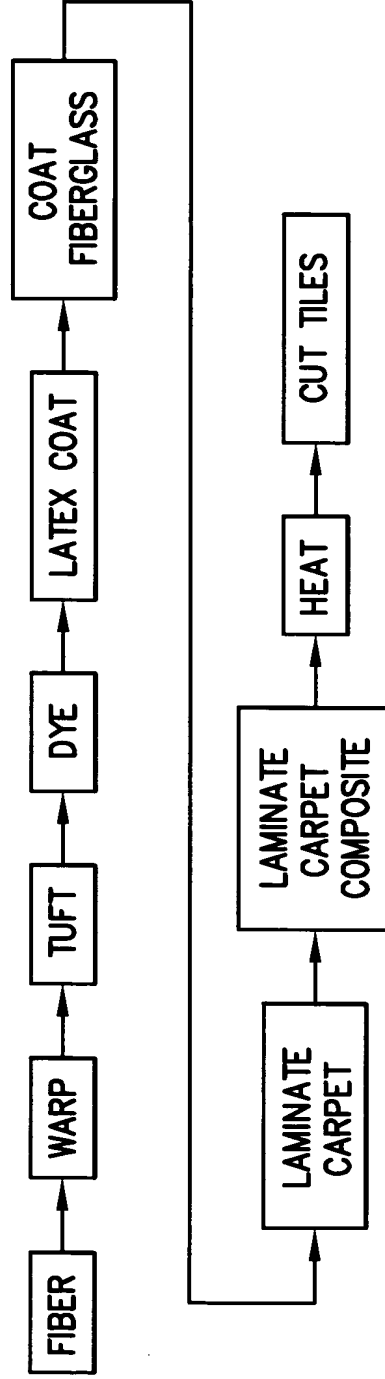 FIBER
WARP
TUFT
DYE
LATEX COAT
COAT
FIBERGLASS
LAMINATE
CARPET
LAMINATE
CARPET
COMPOSITE
HEAT
CUT TILES